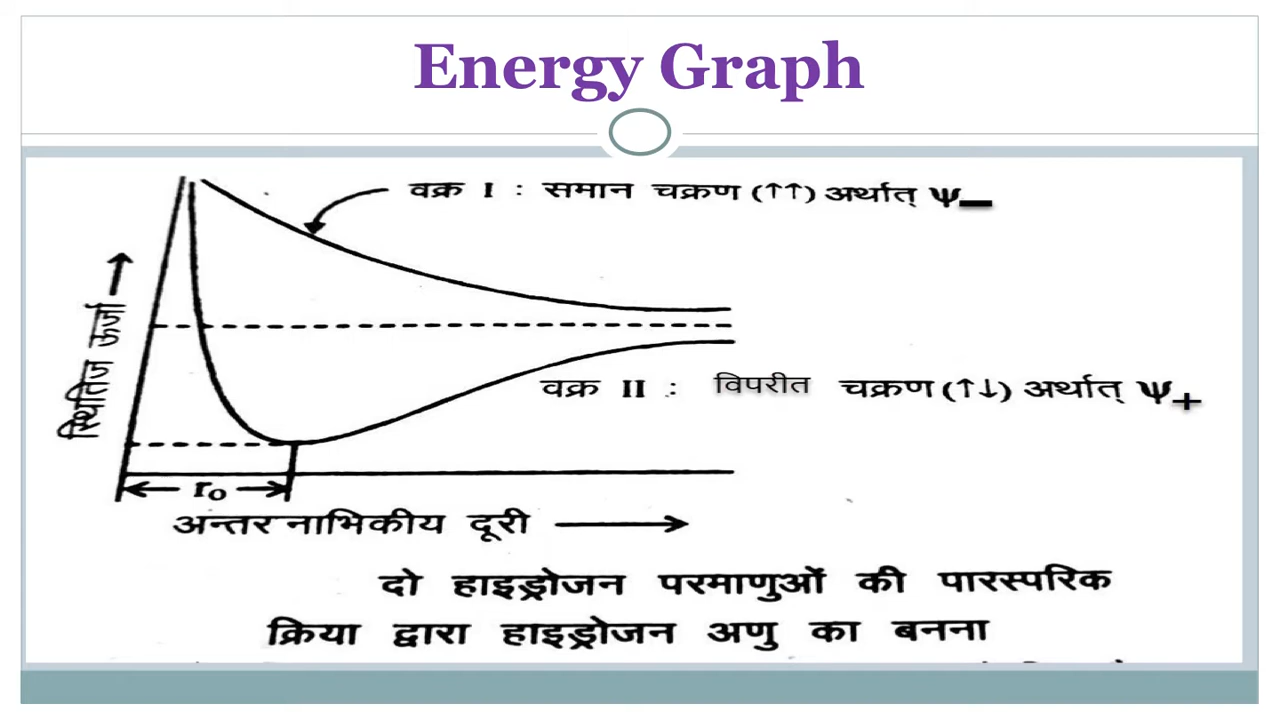 Energy Graph
वक्र I : समान चक्रण (↑↑) अर्थात् Ψ−
स्थितिज ऊर्जा
वक्र II : विपरीत चक्रण (↑↓) अर्थात् Ψ+
r₀
अन्तर नाभिकीय दूरी
दो हाइड्रोजन परमाणुओं की पारस्परिक
क्रिया द्वारा हाइड्रोजन अणु का बनना